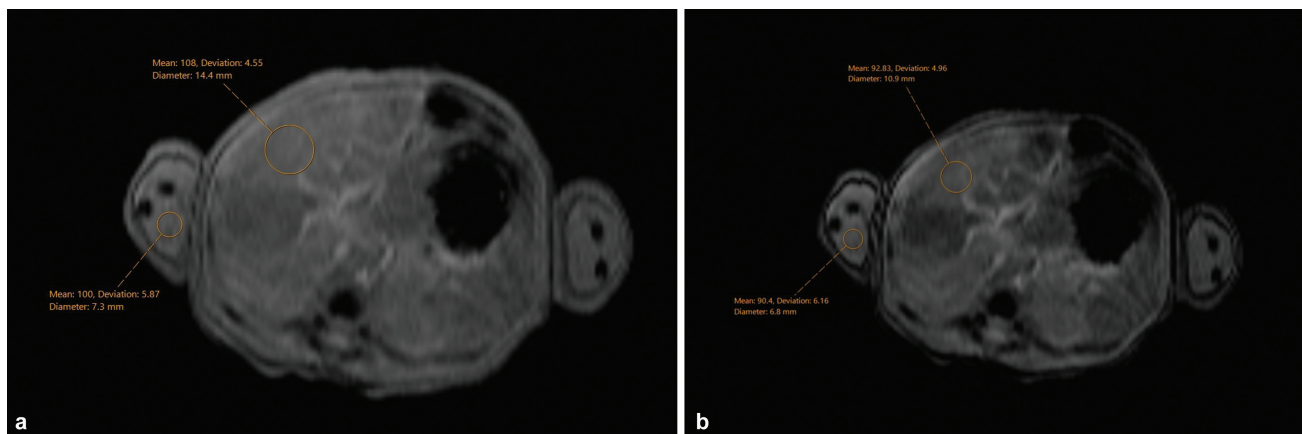 Mean: 108, Deviation: 4.55
Diameter: 14.4 mm
Mean: 100, Deviation: 5.87
Diameter: 7.3 mm
a
Mean: 92.83, Deviation: 4.96
Diameter: 10.9 mm
Mean: 90.4, Deviation: 6.16
Diameter: 6.8 mm
b